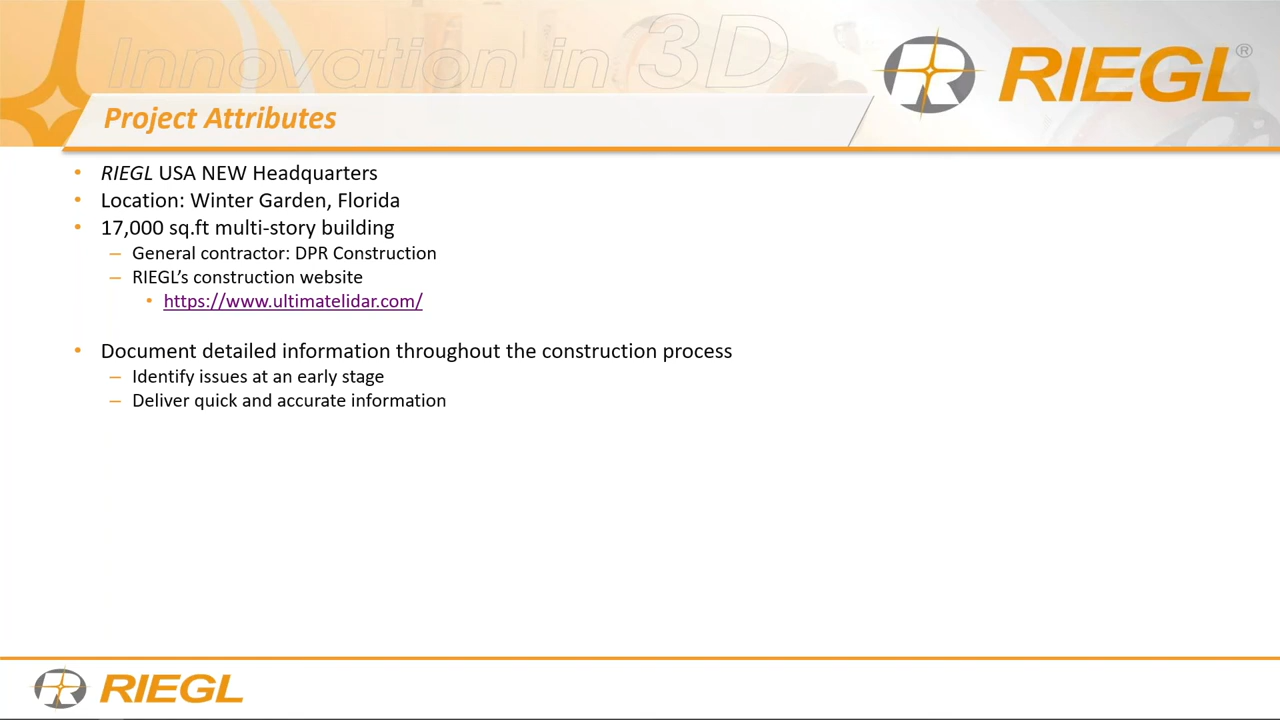 Innovation in 3D
RIEGL®
Project Attributes
• RIEGL USA NEW Headquarters
• Location: Winter Garden, Florida
• 17,000 sq.ft multi-story building
– General contractor: DPR Construction
– RIEGL’s construction website
• https://www.ultimatelidar.com/
• Document detailed information throughout the construction process
– Identify issues at an early stage
– Deliver quick and accurate information
RIEGL